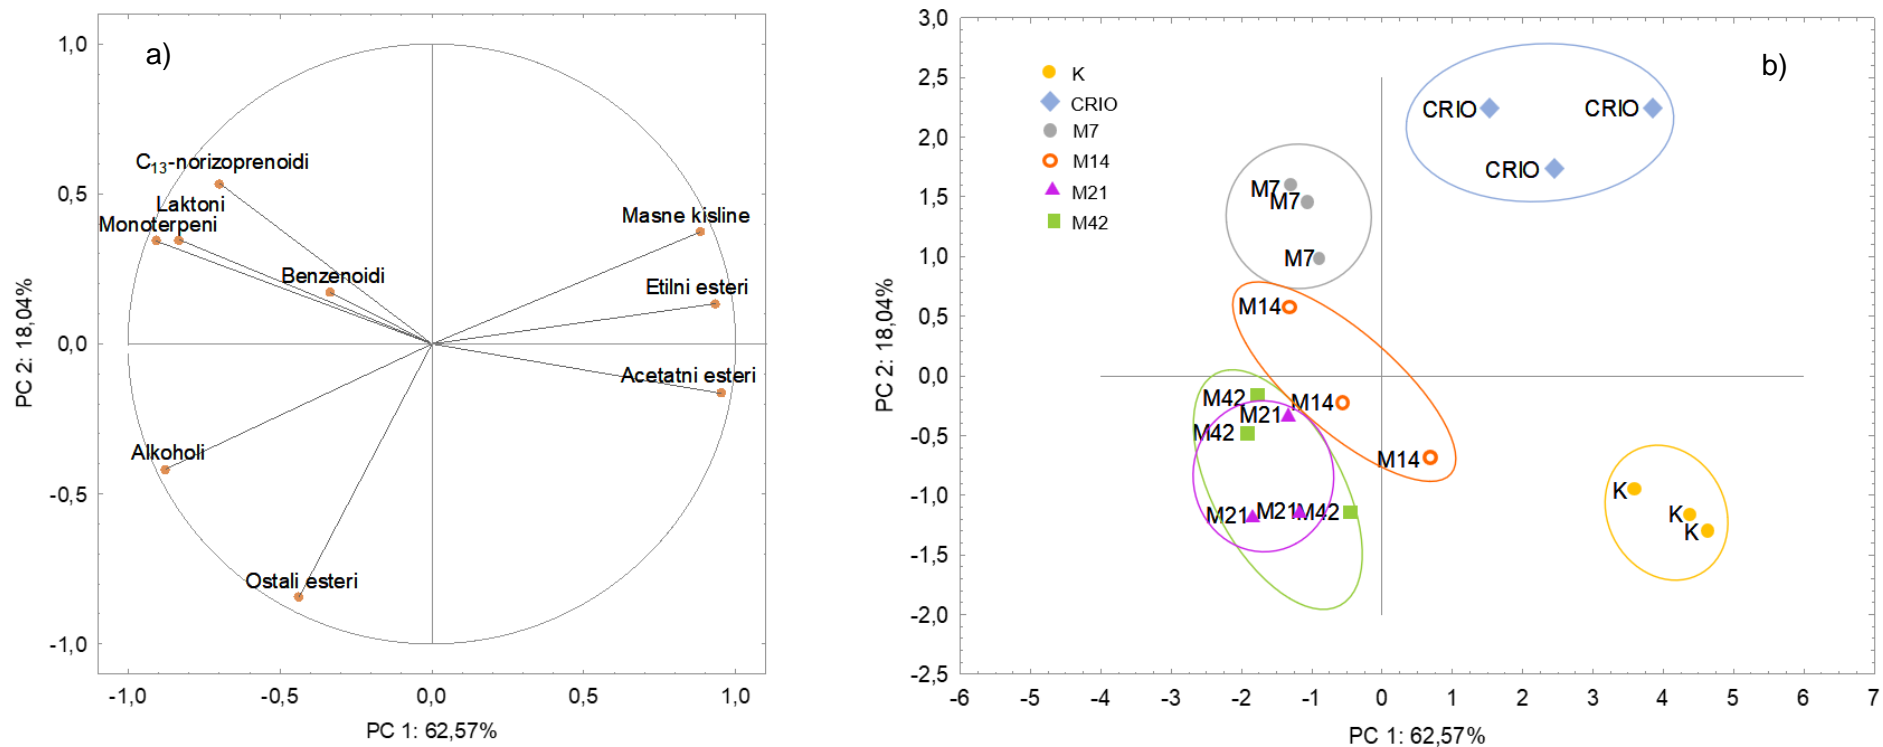 a)
1,0
0,5
0,0
-0,5
-1,0
C₁₃-norizoprenoidi
Laktoni
Monoterpeni
Benzenoidi
Masne kisline
Etilni esteri
Acetatni esteri
Alkoholi
Ostali esteri
-1,0
-0,5
0,0
0,5
1,0
PC 1: 62,57%
PC 2: 18,04%
b)
3,0
2,5
2,0
1,5
1,0
0,5
0,0
-0,5
-1,0
-1,5
-2,0
-2,5
K
CRIO
M7
M14
M21
M42
CRIO
CRIO
CRIO
M7
M7
M7
M14
M14
M14
M42
M21
M42
M21
M21
M42
K
K
K
-6
-5
-4
-3
-2
-1
0
1
2
3
4
5
6
7
PC 1: 62,57%
PC 2: 18,04%